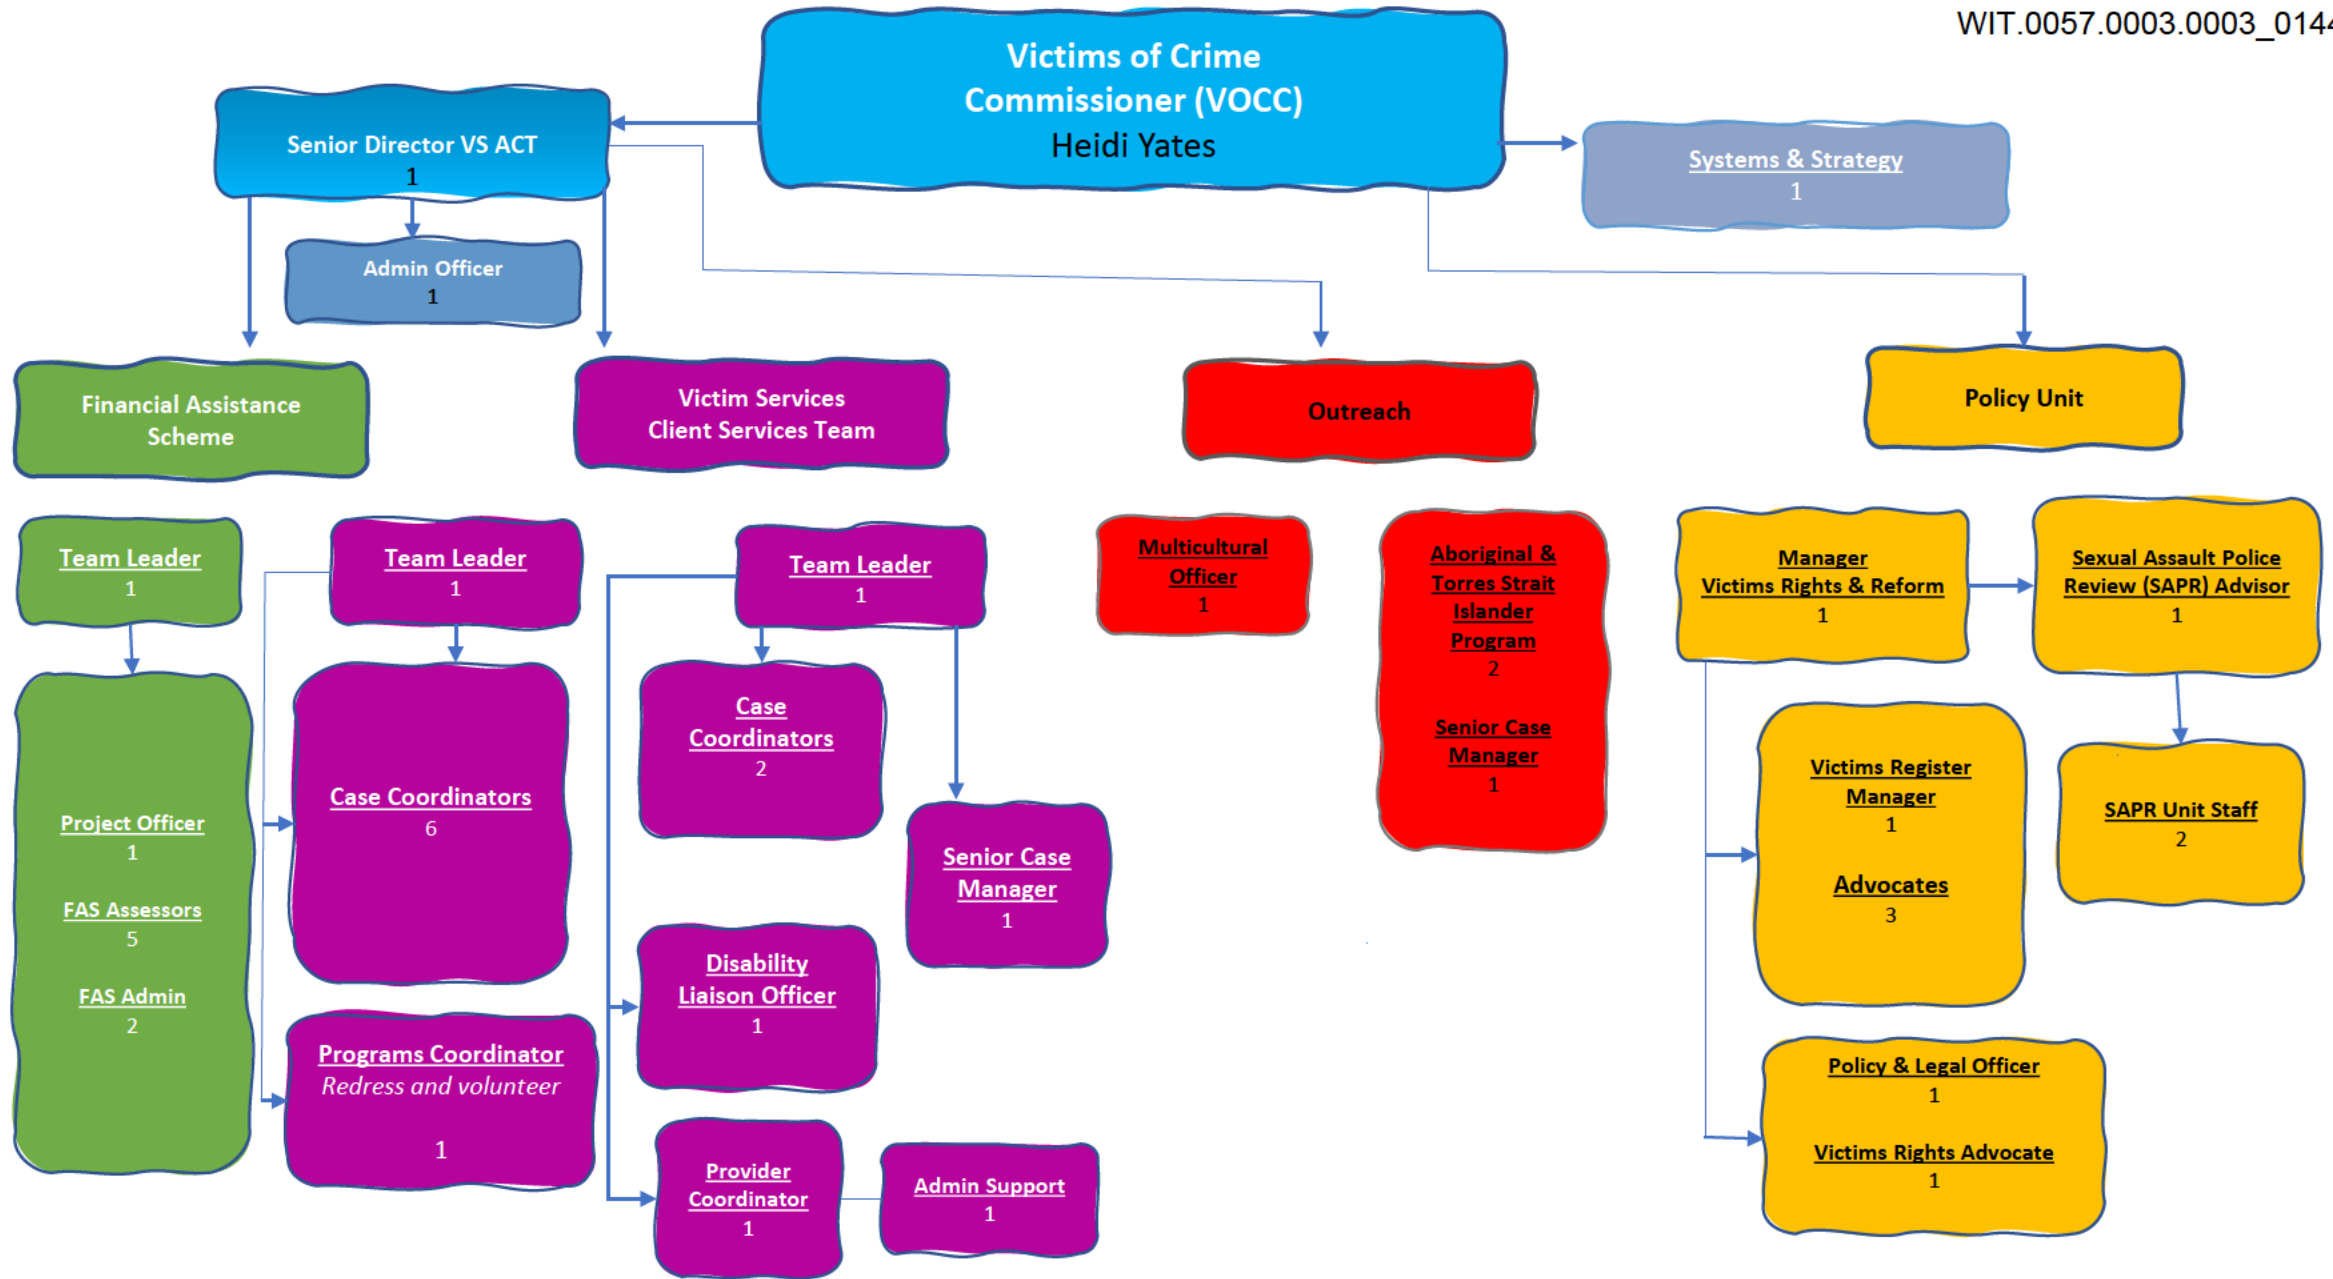 WIT.0057.0003.0003_0144
Victims of Crime
Commissioner (VOCC)
Heidi Yates
Senior Director VS ACT
1
Systems & Strategy
1
Admin Officer
1
Financial Assistance
Scheme
Victim Services
Client Services Team
Outreach
Policy Unit
Team Leader
1
Project Officer
1
FAS Assessors
5
FAS Admin
2
Team Leader
1
Case Coordinators
6
Programs Coordinator
Redress and volunteer
1
Team Leader
1
Case
Coordinators
2
Senior Case
Manager
1
Disability
Liaison Officer
1
Provider
Coordinator
1
Admin Support
1
Multicultural
Officer
1
Aboriginal &
Torres Strait
Islander
Program
2
Senior Case
Manager
1
Manager
Victims Rights & Reform
1
Sexual Assault Police
Review (SAPR) Advisor
1
Victims Register
Manager
1
Advocates
3
SAPR Unit Staff
2
Policy & Legal Officer
1
Victims Rights Advocate
1